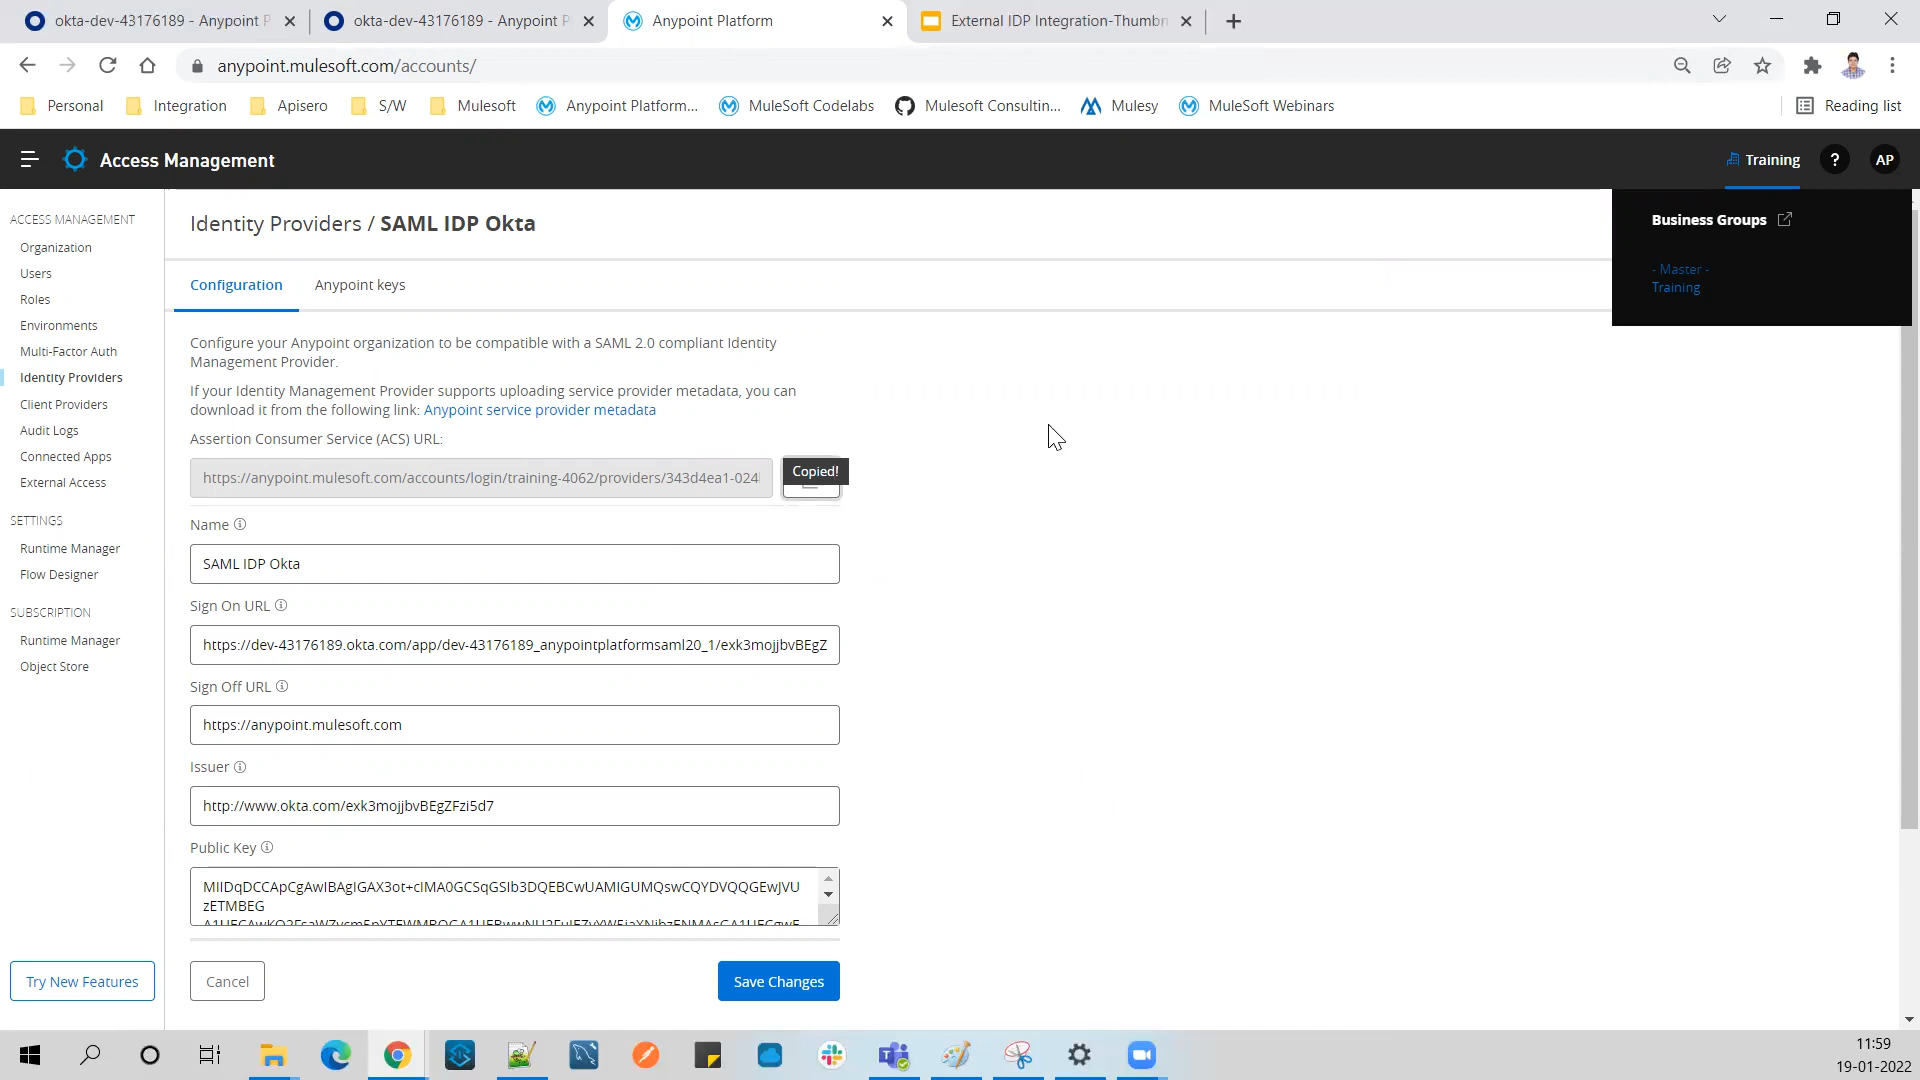 okta-dev-43176189 - Anypoint P
okta-dev-43176189 - Anypoint P
Anypoint Platform
External IDP Integration-Thumbn
anypoint.mulesoft.com/accounts/
Personal
Integration
Apisero
S/W
Mulesoft
Anypoint Platform...
MuleSoft Codelabs
Mulesoft Consultin...
Mulesy
MuleSoft Webinars
Reading list
Access Management
Training
?
AP
Business Groups
- Master -
Training
ACCESS MANAGEMENT
Organization
Users
Roles
Environments
Multi-Factor Auth
Identity Providers
Client Providers
Audit Logs
Connected Apps
External Access
SETTINGS
Runtime Manager
Flow Designer
SUBSCRIPTION
Runtime Manager
Object Store
Try New Features
Identity Providers / SAML IDP Okta
Configuration
Anypoint keys
Configure your Anypoint organization to be compatible with a SAML 2.0 compliant Identity
Management Provider.
If your Identity Management Provider supports uploading service provider metadata, you can
download it from the following link: Anypoint service provider metadata
Assertion Consumer Service (ACS) URL:
https://anypoint.mulesoft.com/accounts/login/training-4062/providers/343d4ea1-024
Copied!
Name
SAML IDP Okta
Sign On URL
https://dev-43176189.okta.com/app/dev-43176189_anypointplatformsaml20_1/exk3mojjbvBEgZ
Sign Off URL
https://anypoint.mulesoft.com
Issuer
http://www.okta.com/exk3mojjbvBEgZFzi5d7
Public Key
MIIDqDCCApCgAwIBAgIGAX3ot+cIMA0GCSqGSIb3DQEBCwUAMIGUMQswCQYDVQQGEwJVU
zETMBEG
Cancel
Save Changes
11:59
19-01-2022